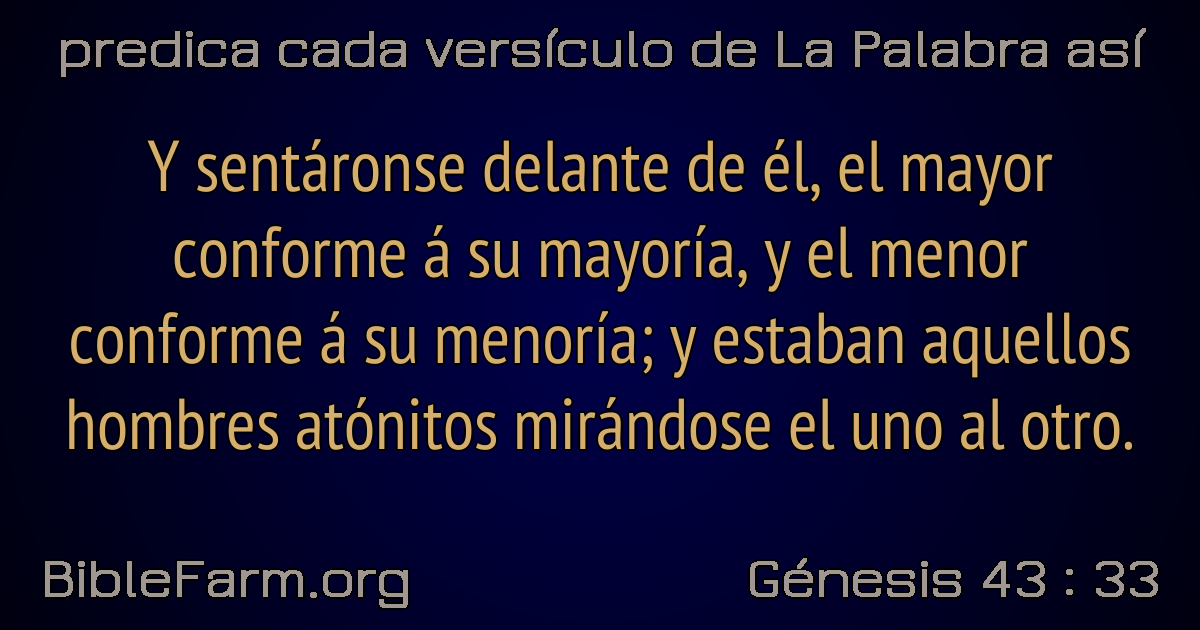 predica cada versículo de La Palabra así
Y sentáronse delante de él, el mayor
conforme á su mayoría, y el menor
conforme á su menoría; y estaban aquellos
hombres atónitos mirándose el uno al otro.
BibleFarm.org
Génesis 43 : 33